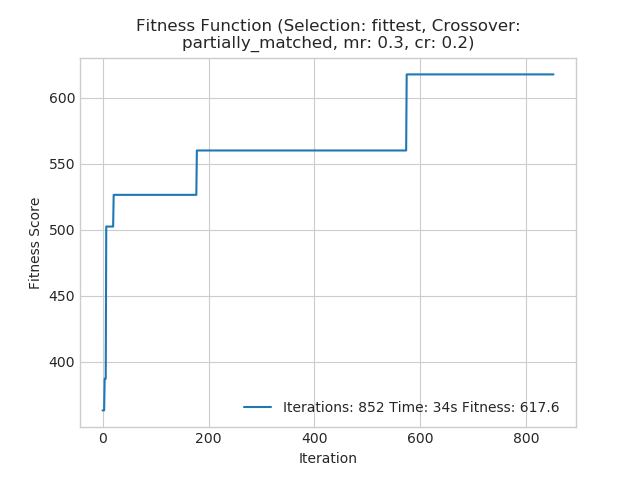 Fitness Function (Selection: fittest, Crossover:
partially_matched, mr: 0.3, cr: 0.2)
600
550
500
450
400
Fitness Score
Iterations: 852 Time: 34s Fitness: 617.6
0 200 400 600 800
Iteration